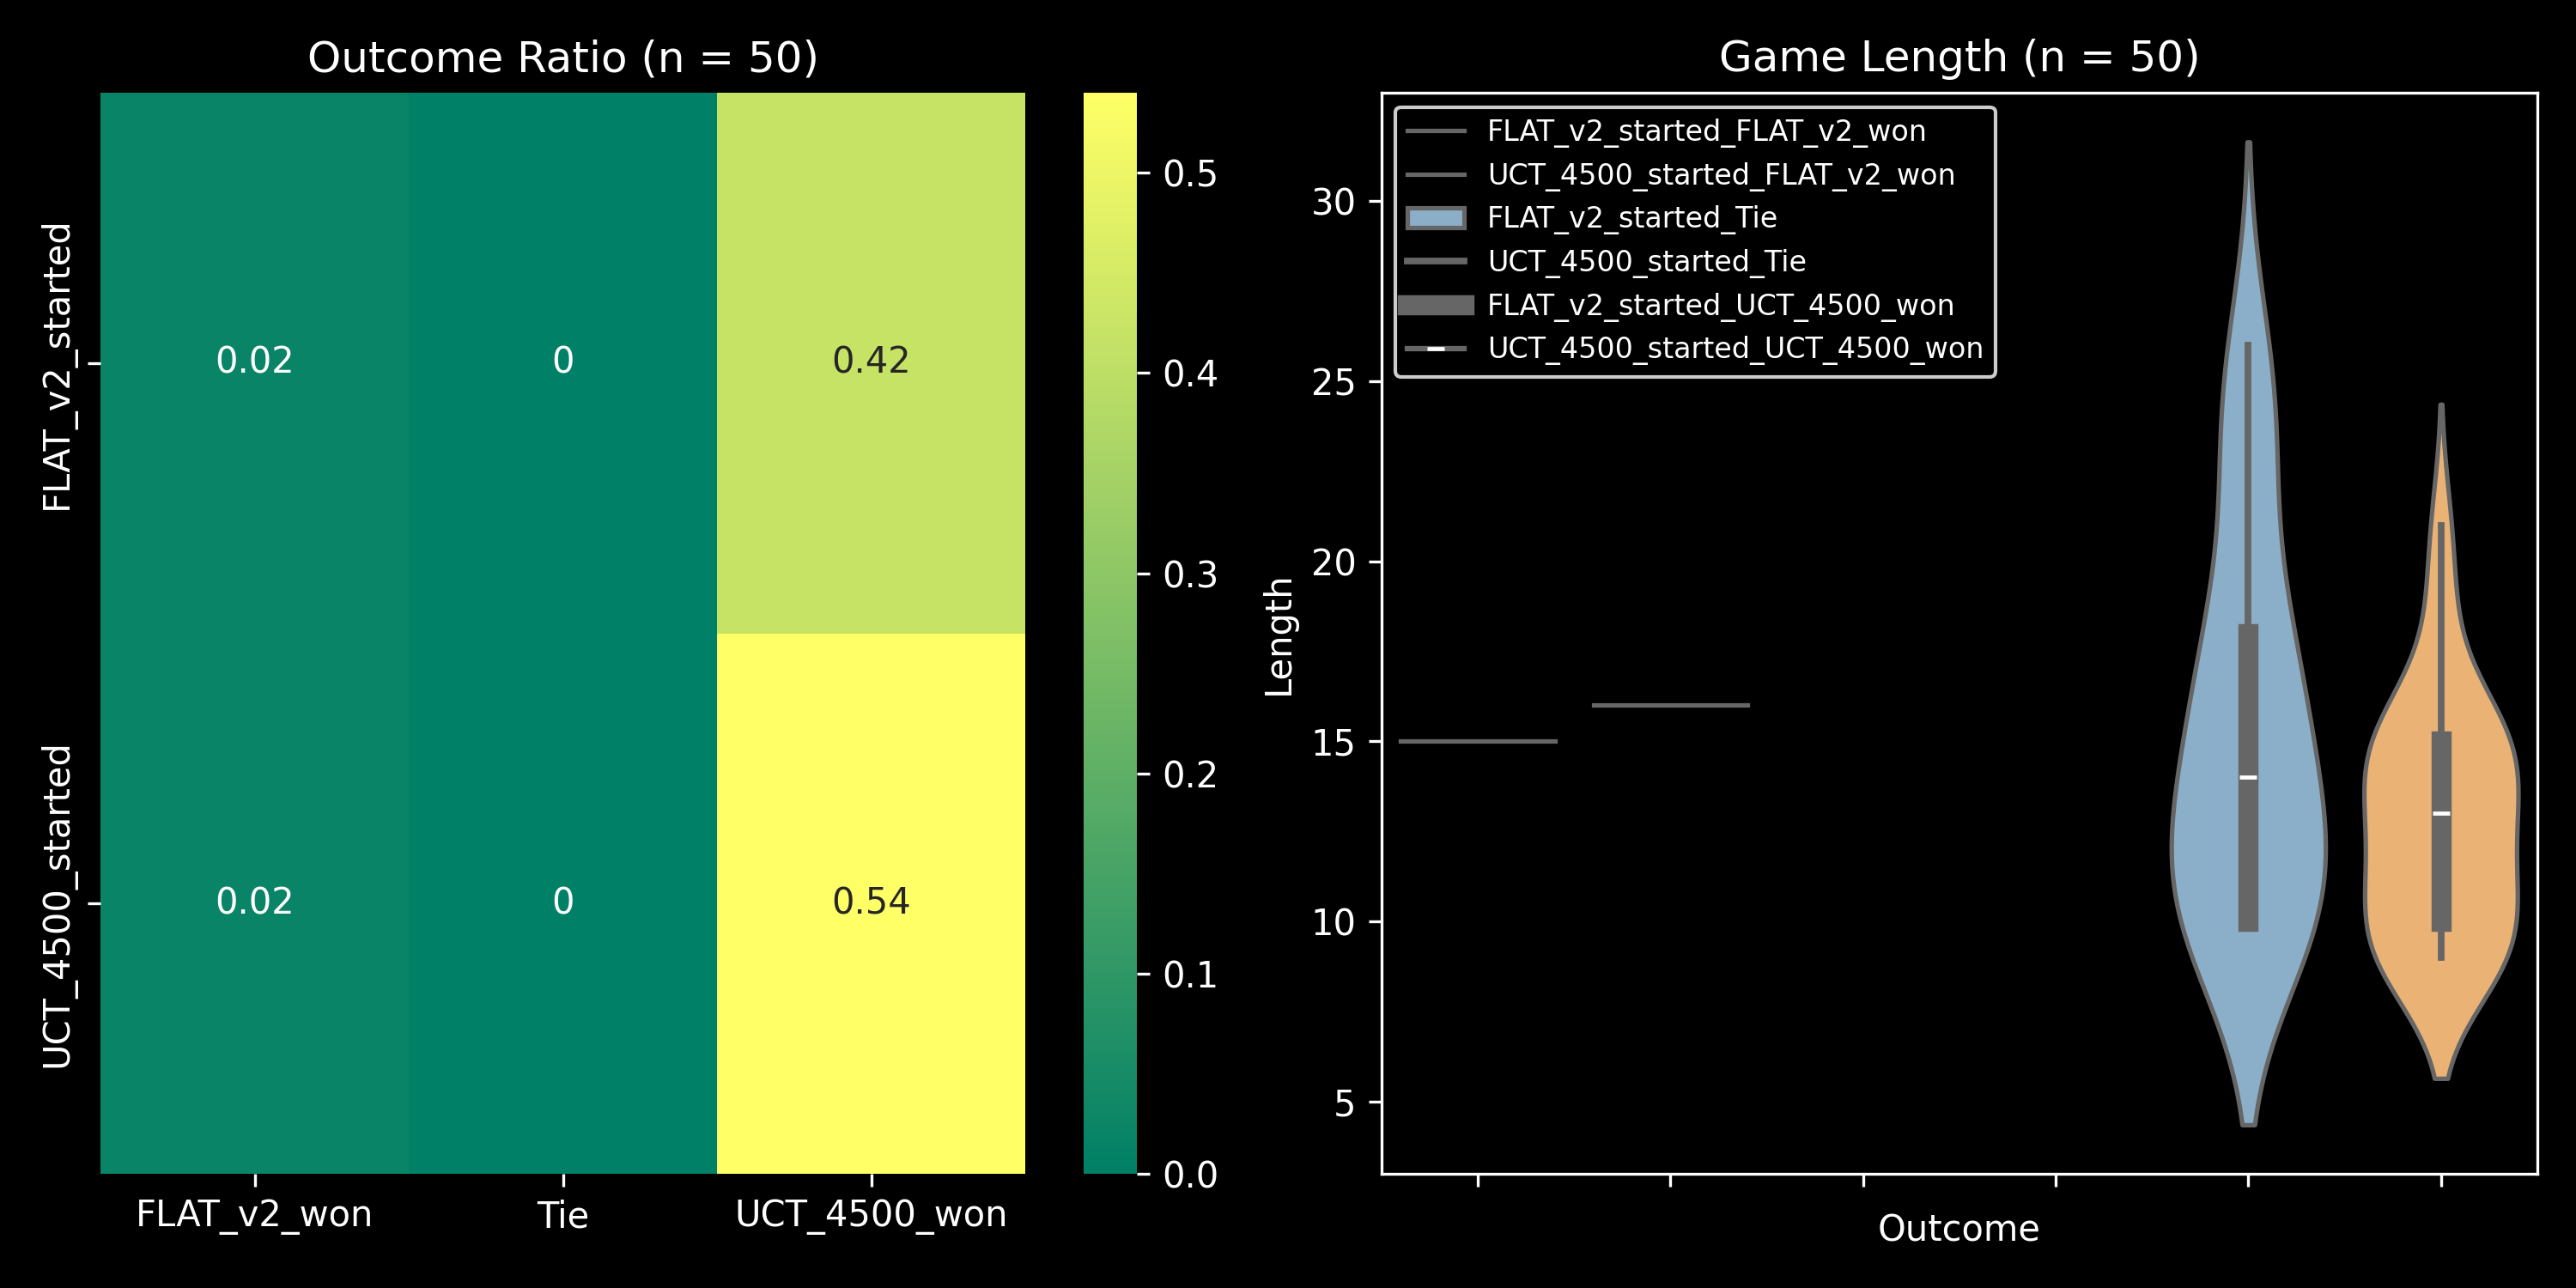 Outcome Ratio (n = 50)
FLAT_v2_started
UCT_4500_started
0.02
0
0.42
0.02
0
0.54
FLAT_v2_won
Tie
UCT_4500_won
0.5
0.4
0.3
0.2
0.1
0.0
Game Length (n = 50)
FLAT_v2_started_FLAT_v2_won
UCT_4500_started_FLAT_v2_won
FLAT_v2_started_Tie
UCT_4500_started_Tie
FLAT_v2_started_UCT_4500_won
UCT_4500_started_UCT_4500_won
Length
30
25
20
15
10
5
Outcome